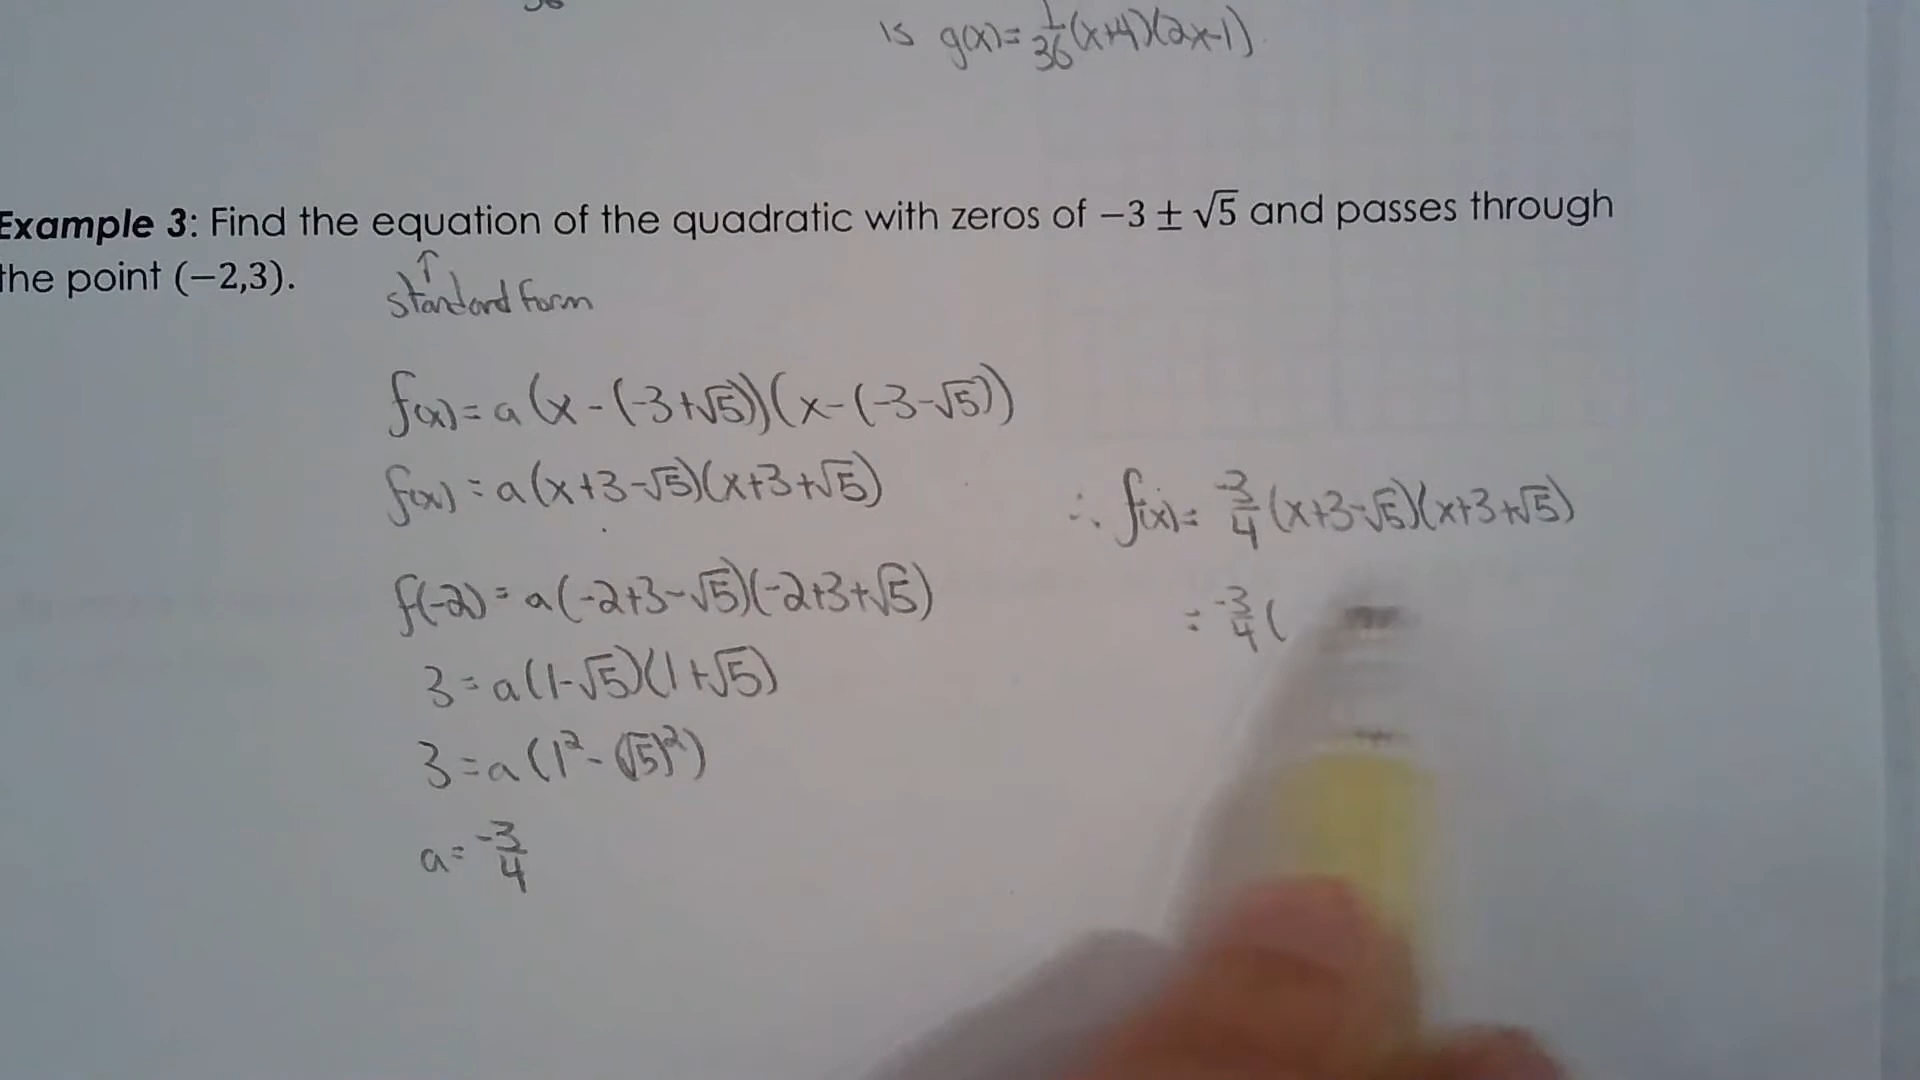 is g(x)= 1/36 (x+4)(2x-1)
Example 3: Find the equation of the quadratic with zeros of −3 ± √5 and passes through
the point (−2,3).
↑
standard form
f(x) = a(x-(-3+√5))(x-(-3-√5))
f(x) = a(x+3-√5)(x+3+√5)
f(-2) = a(-2+3-√5)(-2+3+√5)
3 = a(1-√5)(1+√5)
3 = a(1²-(√5)²)
a = -3/4
∴ f(x) = -3/4 (x+3-√5)(x+3+√5)
= -3/4 (